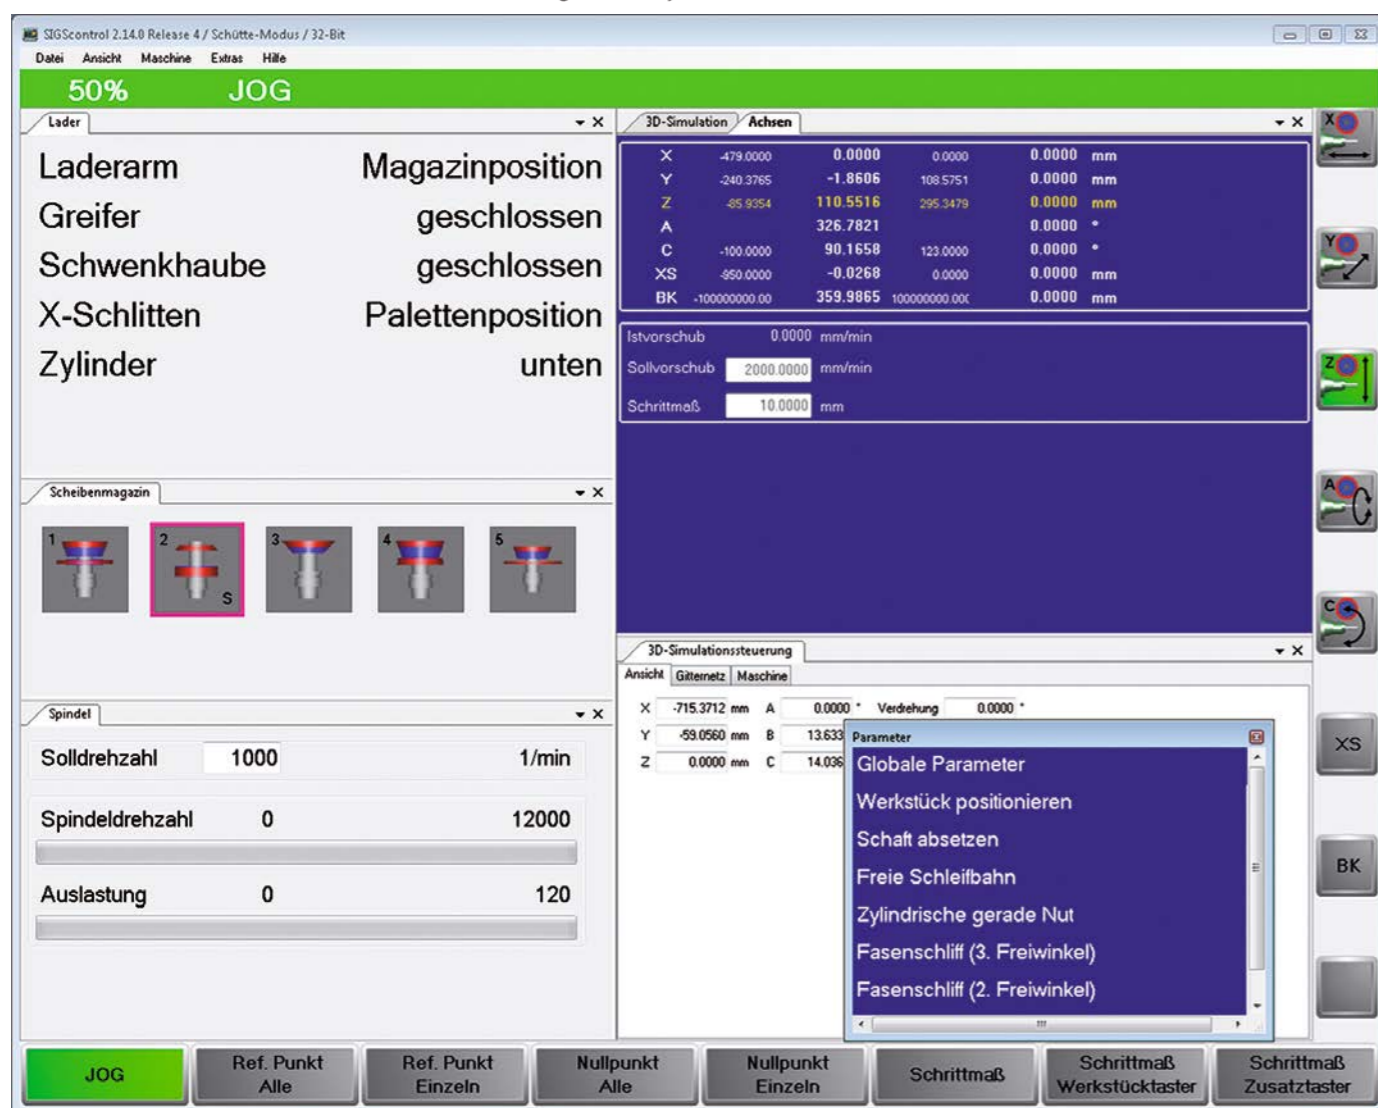 SIGScontrol 2.14.0 Release 4 / Schütte-Modus / 32-Bit
Datei Ansicht Maschine Extras Hilfe
50% JOG
Lader
Laderarm Magazinposition
Greifer geschlossen
Schwenkhaube geschlossen
X-Schlitten Palettenposition
Zylinder unten
Scheibenmagazin
1 2 S 3 4 5
Spindel
Solldrehzahl 1000 1/min
Spindeldrehzahl 0 12000
Auslastung 0 120
3D-Simulation Achsen
X -479.0000 0.0000 0.0000 0.0000 mm
Y -240.3765 -1.8606 108.5751 0.0000 mm
Z -85.9354 110.5516 295.3479 0.0000 mm
A 326.7821 0.0000 °
C -100.0000 90.1658 123.0000 0.0000 °
XS -950.0000 -0.0268 0.0000 0.0000 mm
BK -100000000.00 359.9865 100000000.00( 0.0000 mm
Istvorschub 0.0000 mm/min
Sollvorschub 2000.0000 mm/min
Schrittmaß 10.0000 mm
3D-Simulationssteuerung
Ansicht Gitternetz Maschine
X -715.3712 mm A 0.0000 ° Verdrehung 0.0000 °
Y -59.0560 mm B 13.633
Z 0.0000 mm C 14.036
Parameter
Globale Parameter
Werkstück positionieren
Schaft absetzen
Freie Schleifbahn
Zylindrische gerade Nut
Fasenschliff (3. Freiwinkel)
Fasenschliff (2. Freiwinkel)
X
Y
Z
A
C
XS
BK
JOG
Ref. Punkt
Alle
Ref. Punkt
Einzeln
Nullpunkt
Alle
Nullpunkt
Einzeln
Schrittmaß
Schrittmaß
Werkstücktaster
Schrittmaß
Zusatztaster